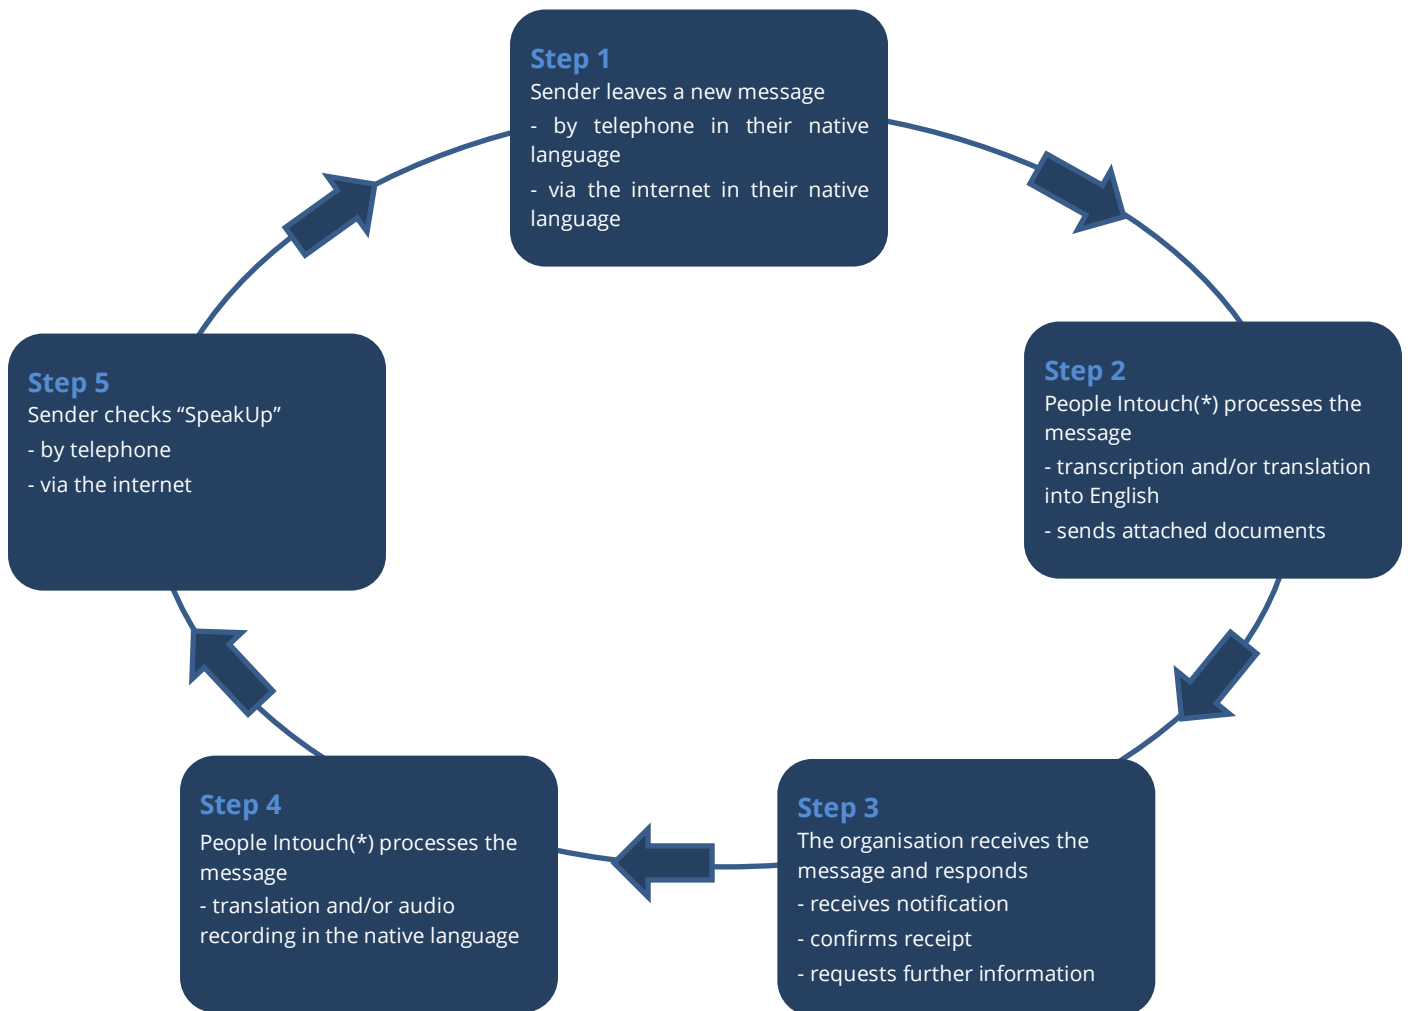 Step 1
Sender leaves a new message
- by telephone in their native
language
- via the internet in their native
language
Step 2
People Intouch(*) processes the
message
- transcription and/or translation
into English
- sends attached documents
Step 3
The organisation receives the
message and responds
- receives notification
- confirms receipt
- requests further information
Step 4
People Intouch(*) processes the
message
- translation and/or audio
recording in the native language
Step 5
Sender checks “SpeakUp”
- by telephone
- via the internet